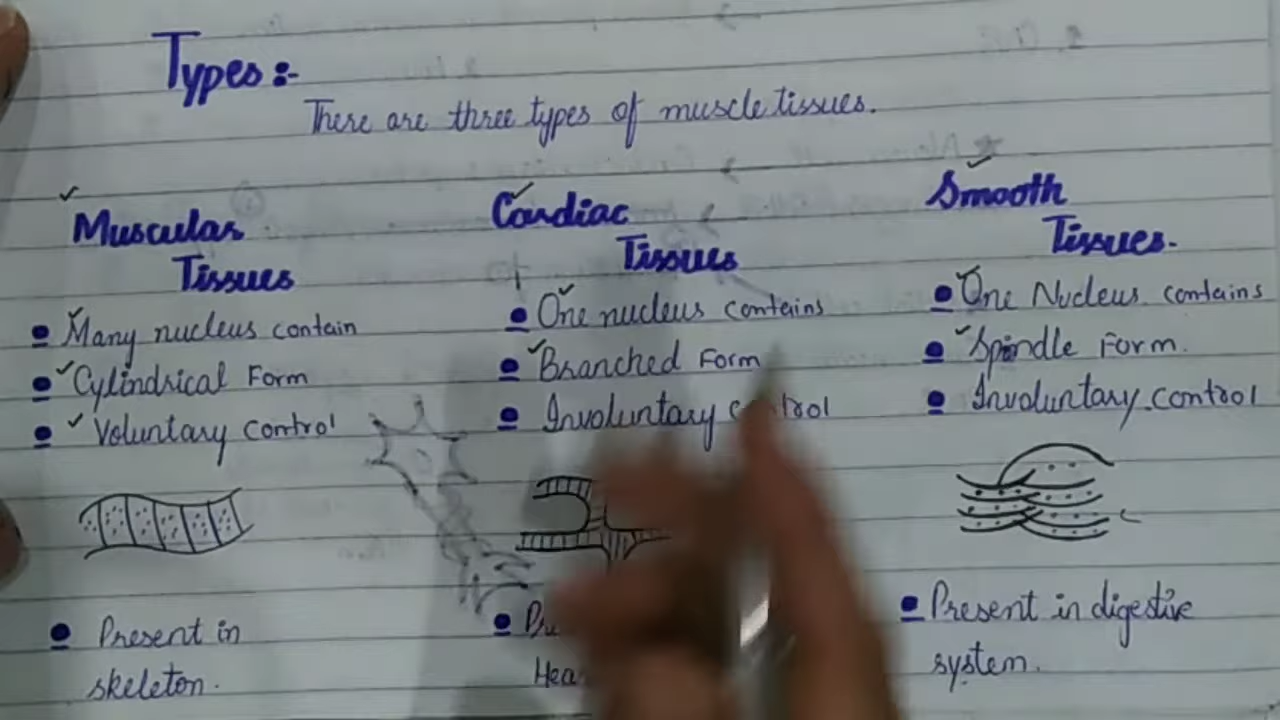 Types:-
There are three types of muscle tissues.
Muscular
Tissues
Many nucleus contain
Cylindrical Form
Voluntary control
Present in
skeleton.
Cardiac
Tissues
One nucleus contains
Branched Form
Involuntary control
Smooth
Tissues.
One Nucleus contains
Spindle Form.
Involuntary control
Present in digestive
system.